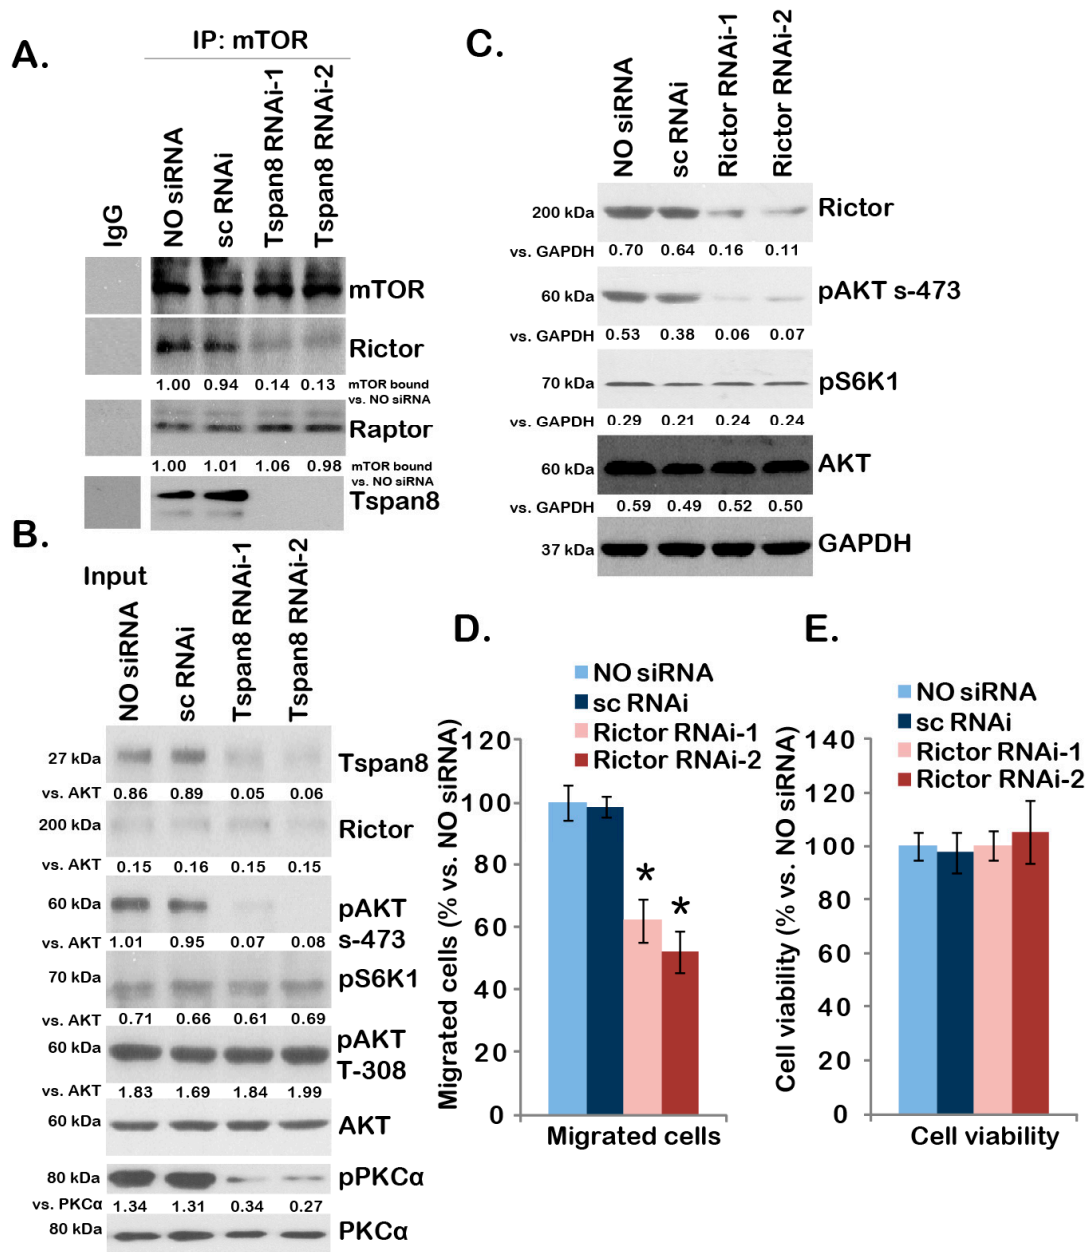 A.
IP: mTOR
IgG
NO siRNA
sc RNAi
Tspan8 RNAi-1
Tspan8 RNAi-2
mTOR
Rictor
1.00 0.94 0.14 0.13 mTOR bound
vs. NO siRNA
Raptor
1.00 1.01 1.06 0.98 mTOR bound
vs. NO siRNA
Tspan8
B.
Input
NO siRNA
sc RNAi
Tspan8 RNAi-1
Tspan8 RNAi-2
27 kDa Tspan8
vs. AKT 0.86 0.89 0.05 0.06
200 kDa Rictor
vs. AKT 0.15 0.16 0.15 0.15
60 kDa pAKT
s-473
vs. AKT 1.01 0.95 0.07 0.08
70 kDa pS6K1
vs. AKT 0.71 0.66 0.61 0.69
60 kDa pAKT
T-308
vs. AKT 1.83 1.69 1.84 1.99
60 kDa AKT
80 kDa pPKCα
vs. PKCα 1.34 1.31 0.34 0.27
80 kDa PKCα
C.
NO siRNA
sc RNAi
Rictor RNAi-1
Rictor RNAi-2
200 kDa Rictor
vs. GAPDH 0.70 0.64 0.16 0.11
60 kDa pAKT s-473
vs. GAPDH 0.53 0.38 0.06 0.07
70 kDa pS6K1
vs. GAPDH 0.29 0.21 0.24 0.24
60 kDa AKT
vs. GAPDH 0.59 0.49 0.52 0.50
37 kDa GAPDH
D.
NO siRNA
sc RNAi
Rictor RNAi-1
Rictor RNAi-2
Migrated cells (% vs. NO siRNA)
120
100
80
60
40
20
0
*
*
Migrated cells
E.
NO siRNA
sc RNAi
Rictor RNAi-1
Rictor RNAi-2
Cell viability (% vs. NO siRNA)
140
120
100
80
60
40
20
0
Cell viability